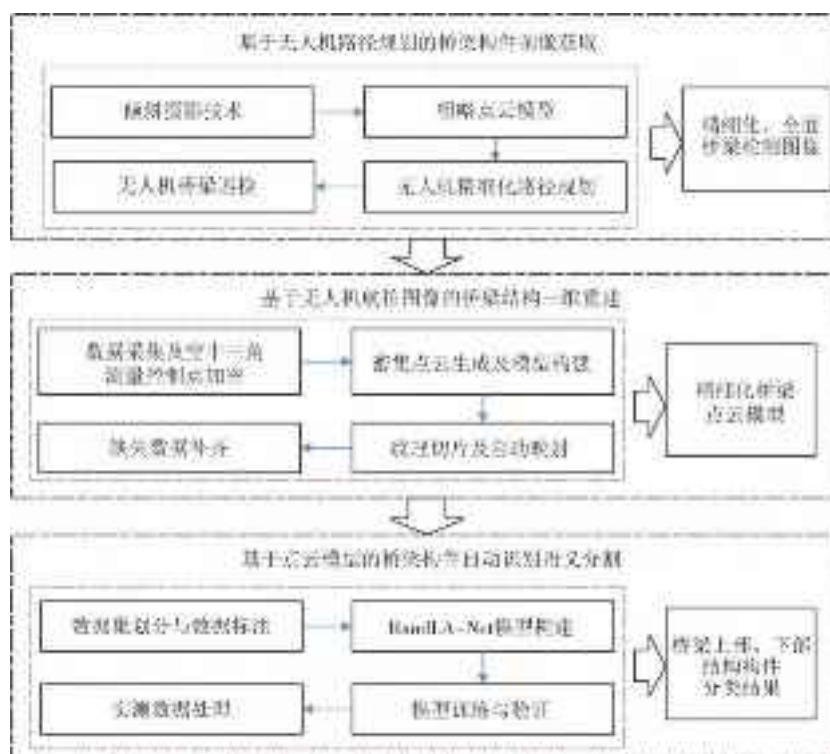 基于无人机路径规划的桥梁构件图像获取
倾斜摄影技术
粗略点云模型
精细化、全面
桥梁检测图像
无人机桥梁巡检
无人机精细化路径规划
基于无人机航拍图像的桥梁结构三维重建
数据采集及空中三角
测量控制点加密
密集点云生成及模型构建
精细化桥梁
点云模型
缺失数据补齐
纹理切片及自动映射
基于点云模型的桥梁构件自动识别语义分割
数据集划分与数据标注
RandLA-Net模型构建
桥梁上部、下部
结构构件
分类结果
实测数据处理
模型训练与验证